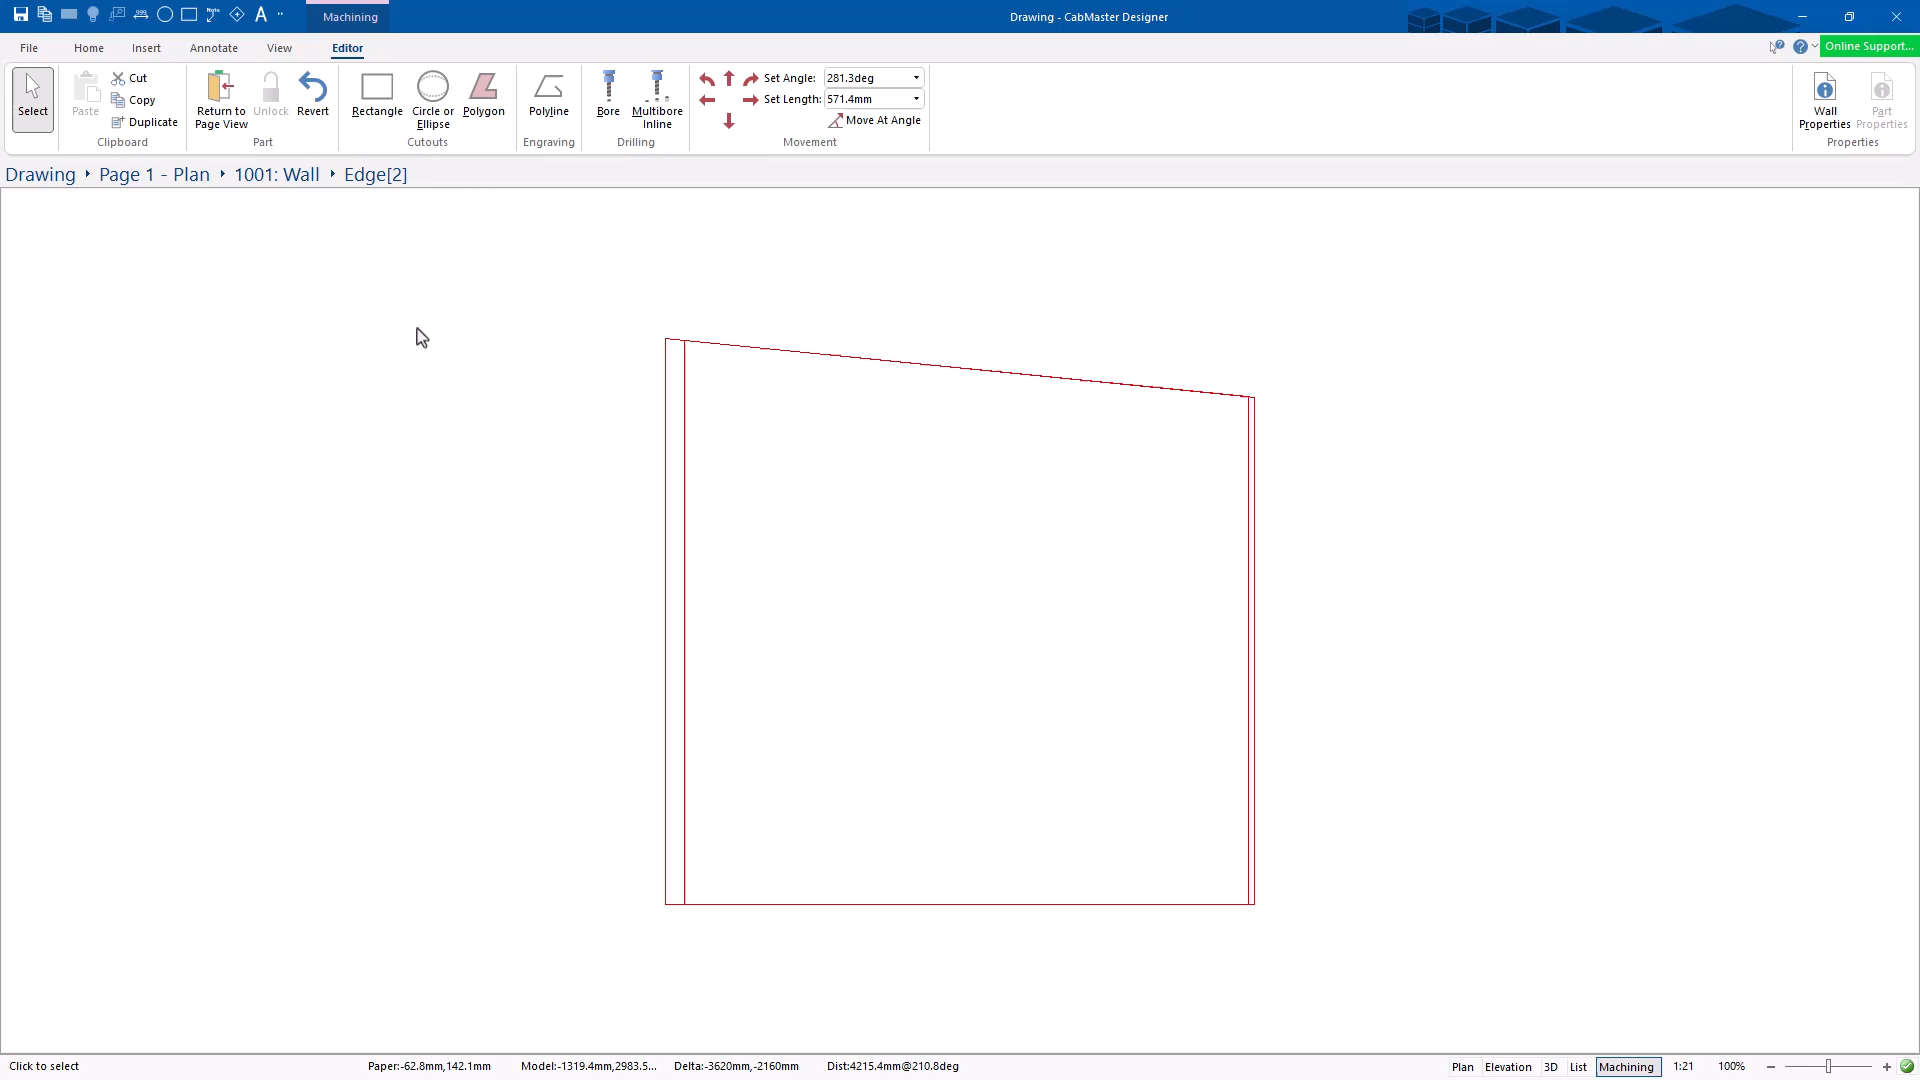 Machining
Drawing - CabMaster Designer
File
Home
Insert
Annotate
View
Editor
Online Support...
Select
Paste
Cut
Copy
Duplicate
Clipboard
Return to
Page View
Unlock
Revert
Part
Rectangle
Circle or
Ellipse
Polygon
Cutouts
Polyline
Engraving
Bore
Multibore
Inline
Drilling
Set Angle: 281.3deg
Set Length: 571.4mm
Move At Angle
Movement
Wall
Properties
Part
Properties
Properties
Drawing Page 1 - Plan 1001: Wall Edge[2]
Click to select
Paper:-62.8mm,142.1mm
Model:-1319.4mm,2983.5...
Delta:-3620mm,-2160mm
Dist:4215.4mm@210.8deg
Plan
Elevation
3D
List
Machining
1:21
100%